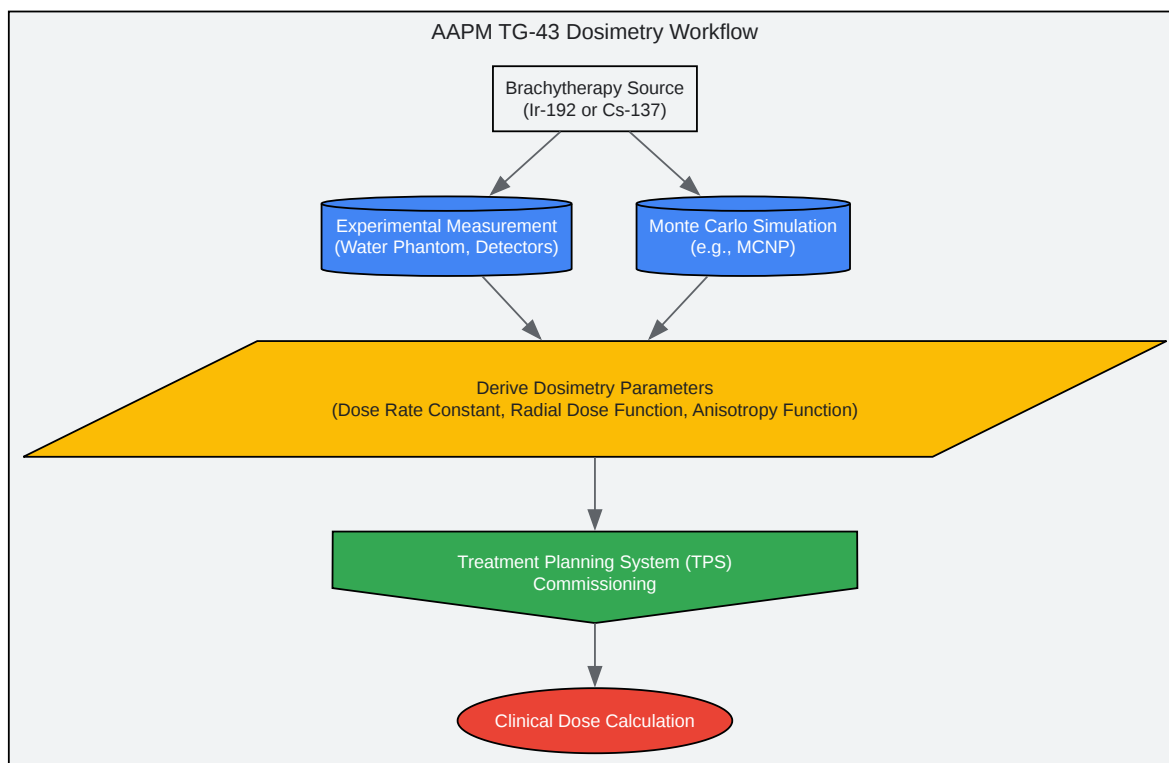 AAPM TG-43 Dosimetry Workflow
Brachytherapy Source
(Ir-192 or Cs-137)
Experimental Measurement
(Water Phantom, Detectors)
Monte Carlo Simulation
(e.g., MCNP)
Derive Dosimetry Parameters
(Dose Rate Constant, Radial Dose Function, Anisotropy Function)
Treatment Planning System (TPS)
Commissioning
Clinical Dose Calculation